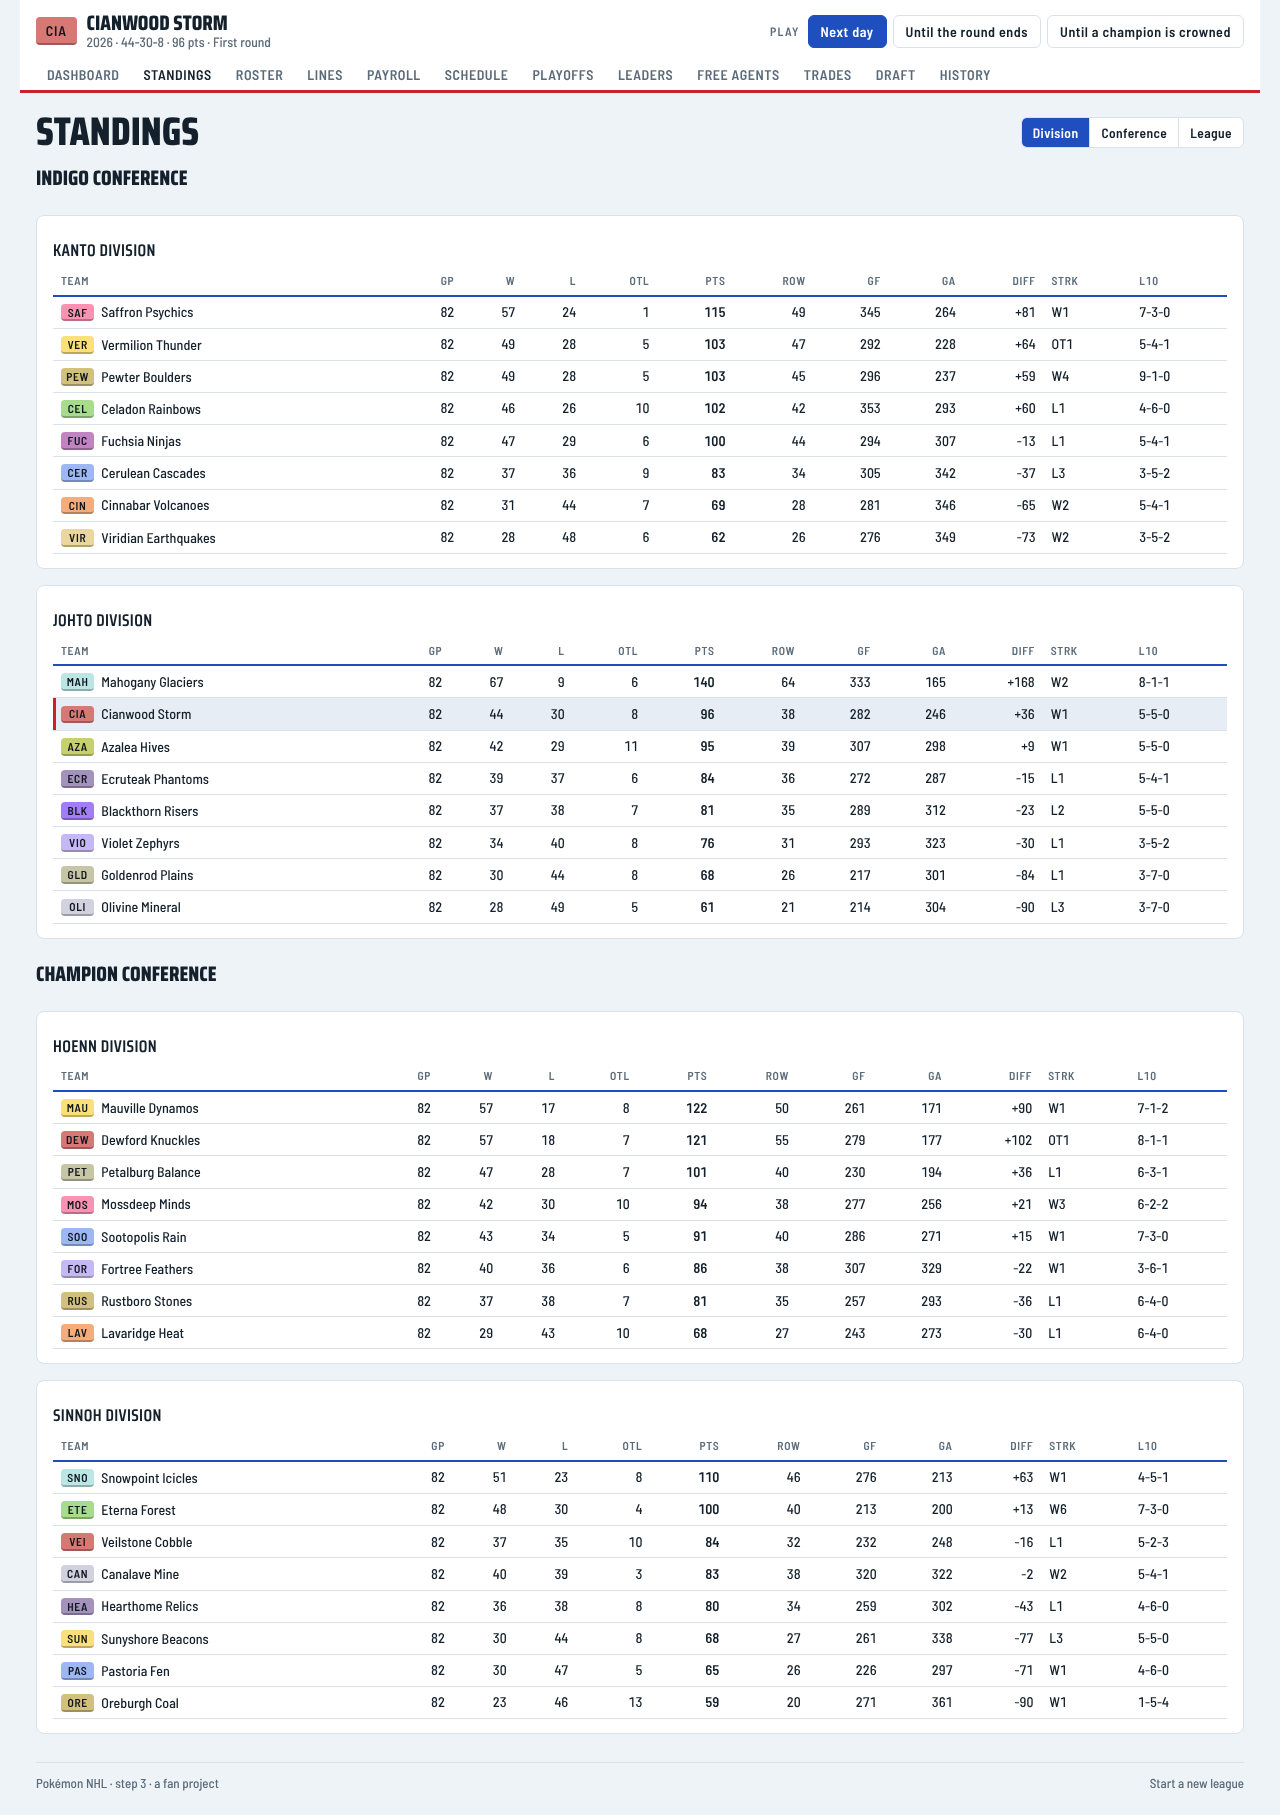 CIA
CIANWOOD STORM
2026 · 44-30-8 · 96 pts · First round
PLAY Next day Until the round ends Until a champion is crowned
DASHBOARD STANDINGS ROSTER LINES PAYROLL SCHEDULE PLAYOFFS LEADERS FREE AGENTS TRADES DRAFT HISTORY
STANDINGS
Division Conference League
INDIGO CONFERENCE
KANTO DIVISION
TEAM GP W L OTL PTS ROW GF GA DIFF STRK L10
SAF Saffron Psychics 82 57 24 1 115 49 345 264 +81 W1 7-3-0
VER Vermilion Thunder 82 49 28 5 103 47 292 228 +64 OT1 5-4-1
PEW Pewter Boulders 82 49 28 5 103 45 296 237 +59 W4 9-1-0
CEL Celadon Rainbows 82 46 26 10 102 42 353 293 +60 L1 4-6-0
FUC Fuchsia Ninjas 82 47 29 6 100 44 294 307 -13 L1 5-4-1
CER Cerulean Cascades 82 37 36 9 83 34 305 342 -37 L3 3-5-2
CIN Cinnabar Volcanoes 82 31 44 7 69 28 281 346 -65 W2 5-4-1
VIR Viridian Earthquakes 82 28 48 6 62 26 276 349 -73 W2 3-5-2
JOHTO DIVISION
TEAM GP W L OTL PTS ROW GF GA DIFF STRK L10
MAH Mahogany Glaciers 82 67 9 6 140 64 333 165 +168 W2 8-1-1
CIA Cianwood Storm 82 44 30 8 96 38 282 246 +36 W1 5-5-0
AZA Azalea Hives 82 42 29 11 95 39 307 298 +9 W1 5-5-0
ECR Ecruteak Phantoms 82 39 37 6 84 36 272 287 -15 L1 5-4-1
BLK Blackthorn Risers 82 37 38 7 81 35 289 312 -23 L2 5-5-0
VIO Violet Zephyrs 82 34 40 8 76 31 293 323 -30 L1 3-5-2
GLD Goldenrod Plains 82 30 44 8 68 26 217 301 -84 L1 3-7-0
OLI Olivine Mineral 82 28 49 5 61 21 214 304 -90 L3 3-7-0
CHAMPION CONFERENCE
HOENN DIVISION
TEAM GP W L OTL PTS ROW GF GA DIFF STRK L10
MAU Mauville Dynamos 82 57 17 8 122 50 261 171 +90 W1 7-1-2
DEW Dewford Knuckles 82 57 18 7 121 55 279 177 +102 OT1 8-1-1
PET Petalburg Balance 82 47 28 7 101 40 230 194 +36 L1 6-3-1
MOS Mossdeep Minds 82 42 30 10 94 38 277 256 +21 W3 6-2-2
SOO Sootopolis Rain 82 43 34 5 91 40 286 271 +15 W1 7-3-0
FOR Fortree Feathers 82 40 36 6 86 38 307 329 -22 W1 3-6-1
RUS Rustboro Stones 82 37 38 7 81 35 257 293 -36 L1 6-4-0
LAV Lavaridge Heat 82 29 43 10 68 27 243 273 -30 L1 6-4-0
SINNOH DIVISION
TEAM GP W L OTL PTS ROW GF GA DIFF STRK L10
SNO Snowpoint Icicles 82 51 23 8 110 46 276 213 +63 W1 4-5-1
ETE Eterna Forest 82 48 30 4 100 40 213 200 +13 W6 7-3-0
VEI Veilstone Cobble 82 37 35 10 84 32 232 248 -16 L1 5-2-3
CAN Canalave Mine 82 40 39 3 83 38 320 322 -2 W2 5-4-1
HEA Hearthome Relics 82 36 38 8 80 34 259 302 -43 L1 4-6-0
SUN Sunyshore Beacons 82 30 44 8 68 27 261 338 -77 L3 5-5-0
PAS Pastoria Fen 82 30 47 5 65 26 226 297 -71 W1 4-6-0
ORE Oreburgh Coal 82 23 46 13 59 20 271 361 -90 W1 1-5-4
Pokémon NHL · step 3 · a fan project
Start a new league